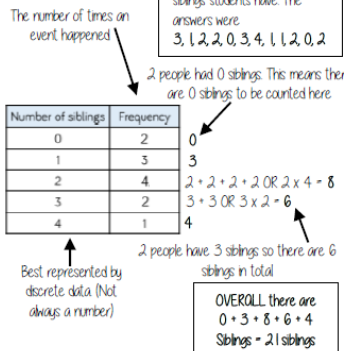 The number of times an
event happened
siblings students have. The
answers were
3, 1, 2, 2, 0, 3, 4, 1, 1, 2, 0, 2
2 people had 0 siblings. This means there
are 0 siblings to be counted here
Number of siblings Frequency
0 2 0
1 3 3
2 4 2 + 2 + 2 + 2 OR 2 x 4 = 8
3 2 3 + 3 OR 3 x 2 = 6
4 1 4
2 people have 3 siblings so there are 6
siblings in total
Best represented by
discrete data (Not
always a number)
OVERALL there are
0 + 3 + 8 + 6 + 4
Siblings = 21 siblings